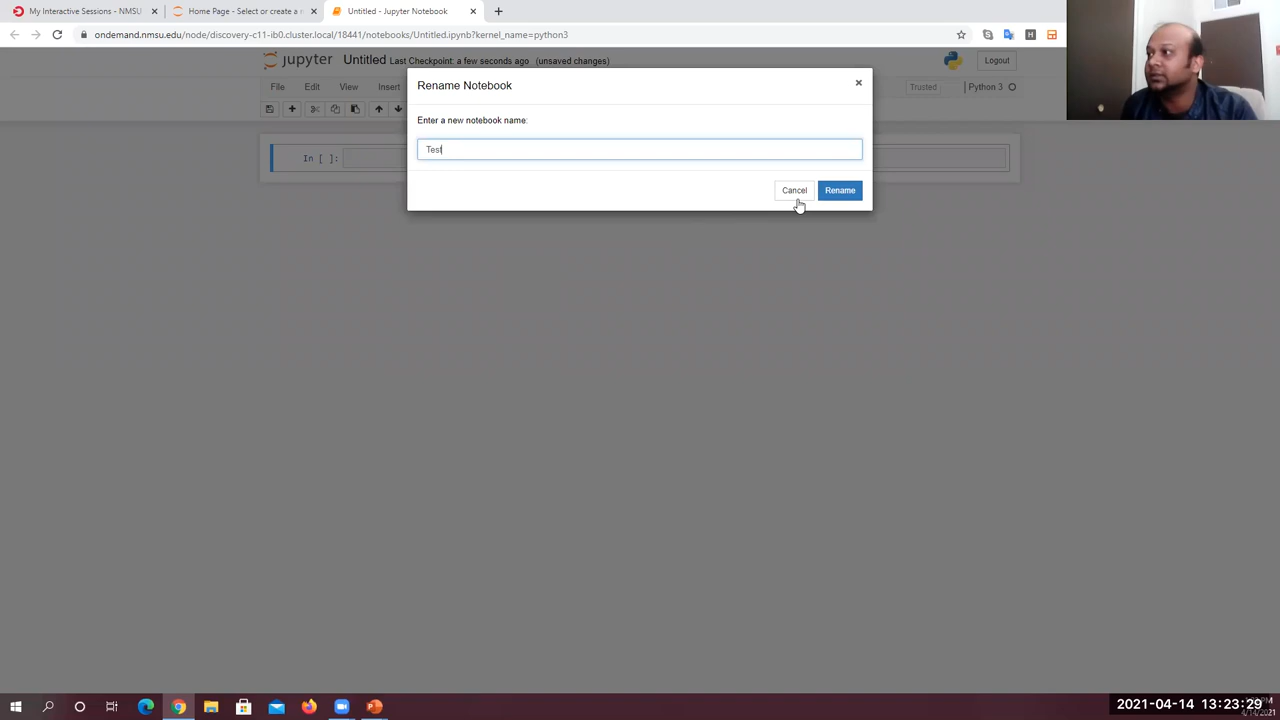 My Interactive Sessions - NMSU
Home Page - Select or create a n
Untitled - Jupyter Notebook
ondemand.nmsu.edu/node/discovery-c11-ib0.cluster.local/18441/notebooks/Untitled.ipynb?kernel_name=python3
jupyter Untitled Last Checkpoint: a few seconds ago (unsaved changes)
Logout
File Edit View Insert
Trusted
Python 3
Rename Notebook
×
Enter a new notebook name:
Test
Cancel
Rename
In [ ]:
2021-04-14 13:23:29